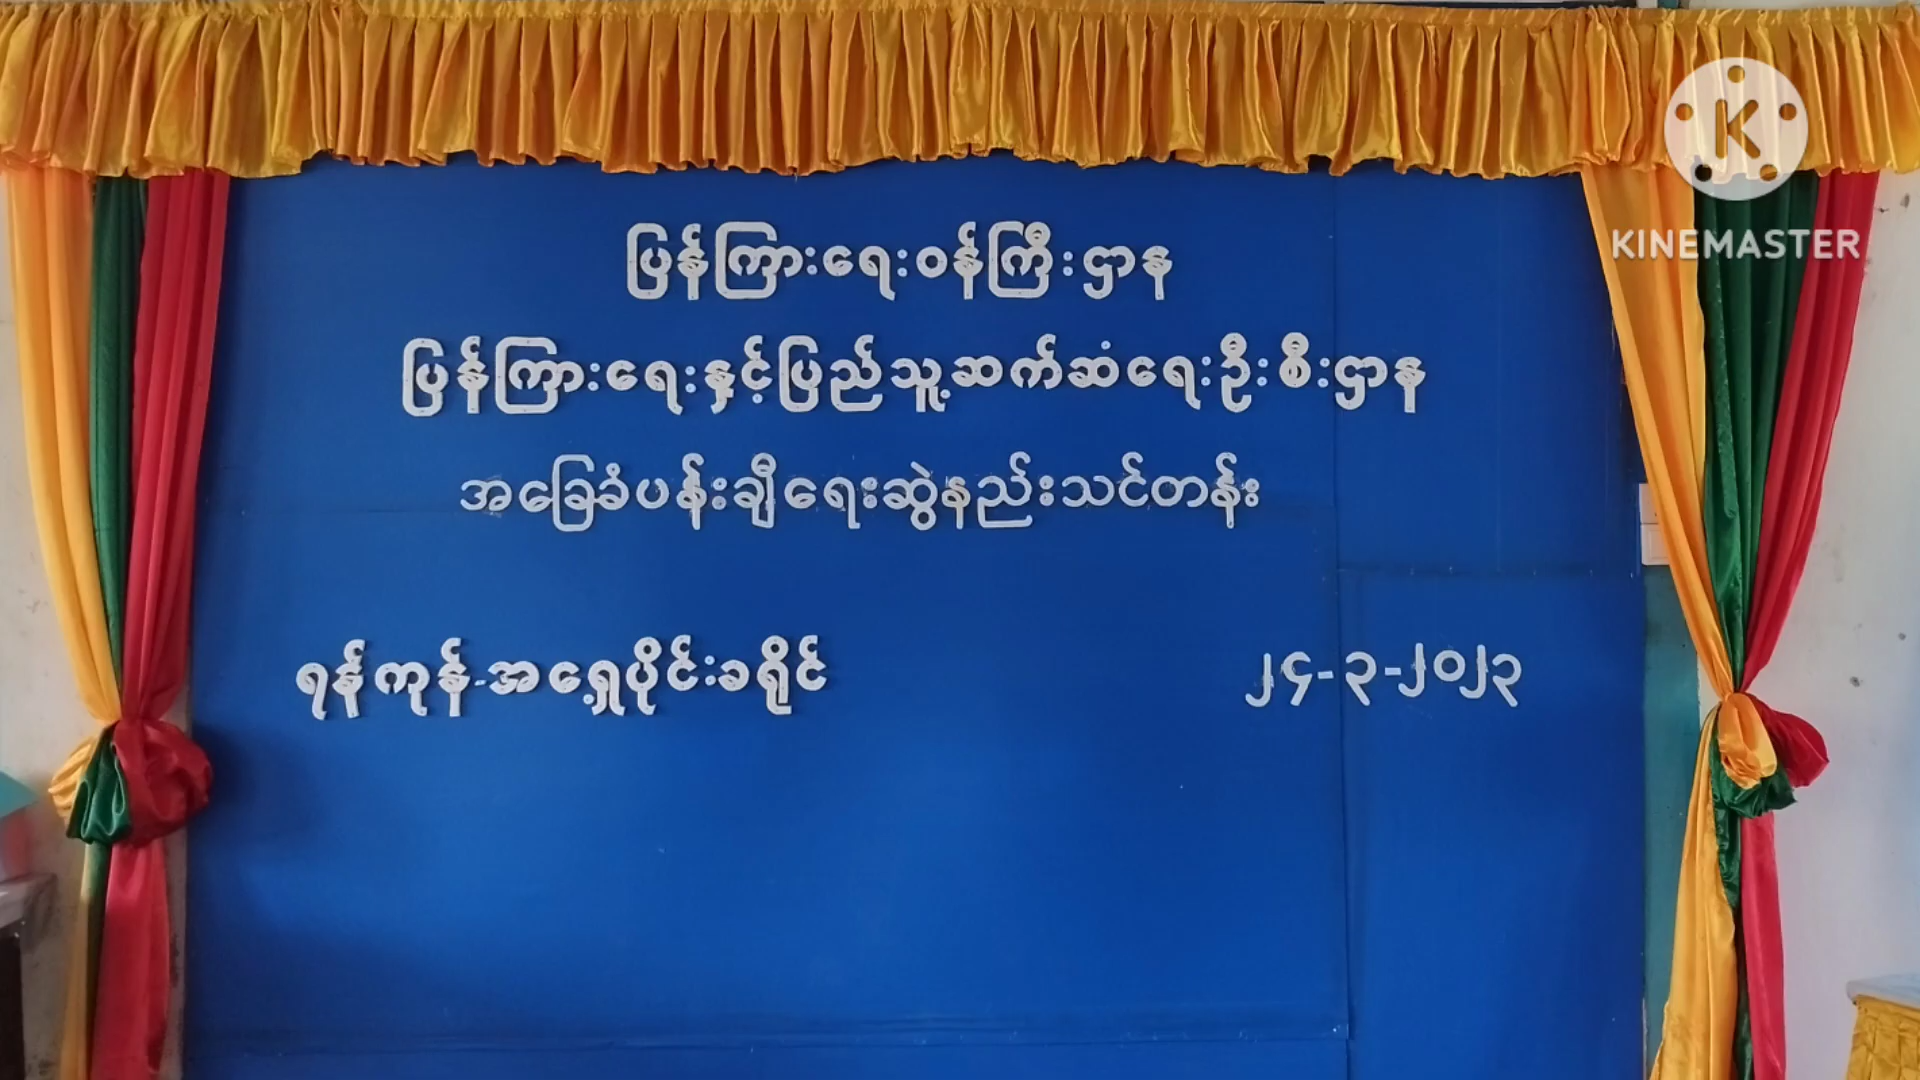 ပြန်ကြားရေးဝန်ကြီးဌာန
ပြန်ကြားရေးနှင့်ပြည်သူ့ဆက်ဆံရေးဦးစီးဌာန
အခြေခံပန်းချီရေးဆွဲနည်းသင်တန်း
ရန်ကုန်-အရှေ့ပိုင်းခရိုင်
၂၄-၃-၂၀၂၃
K
KINEMASTER